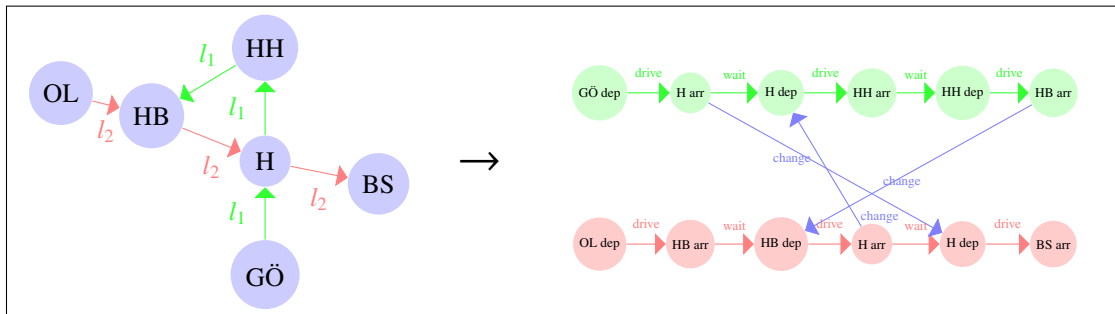 HH
l1
OL
HB
l2
l1
l2
H
l2
BS
l1
GÖ
→
drive wait drive wait drive
GÖ dep H arr H dep HH arr HH dep HB arr
change
change
change
drive wait drive wait drive
OL dep HB arr HB dep H arr H dep BS arr